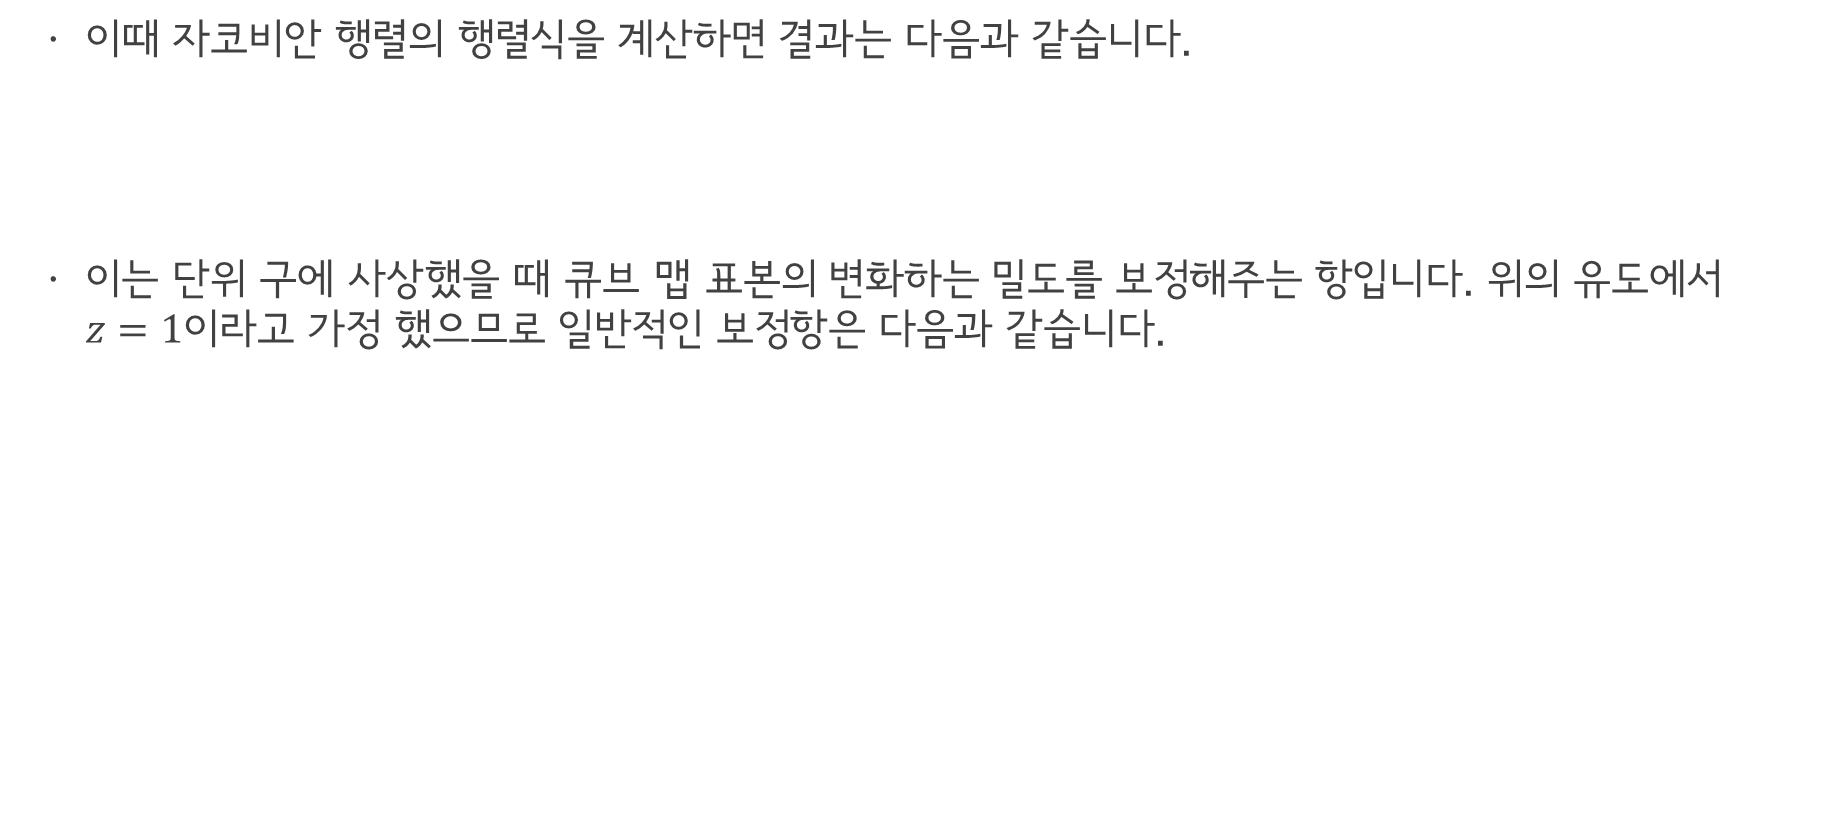 · 이때 자코비안 행렬의 행렬식을 계산하면 결과는 다음과 같습니다.
· 이는 단위 구에 사상했을 때 큐브 맵 표본의 변화하는 밀도를 보정해주는 항입니다. 위의 유도에서
z = 1이라고 가정 했으므로 일반적인 보정항은 다음과 같습니다.